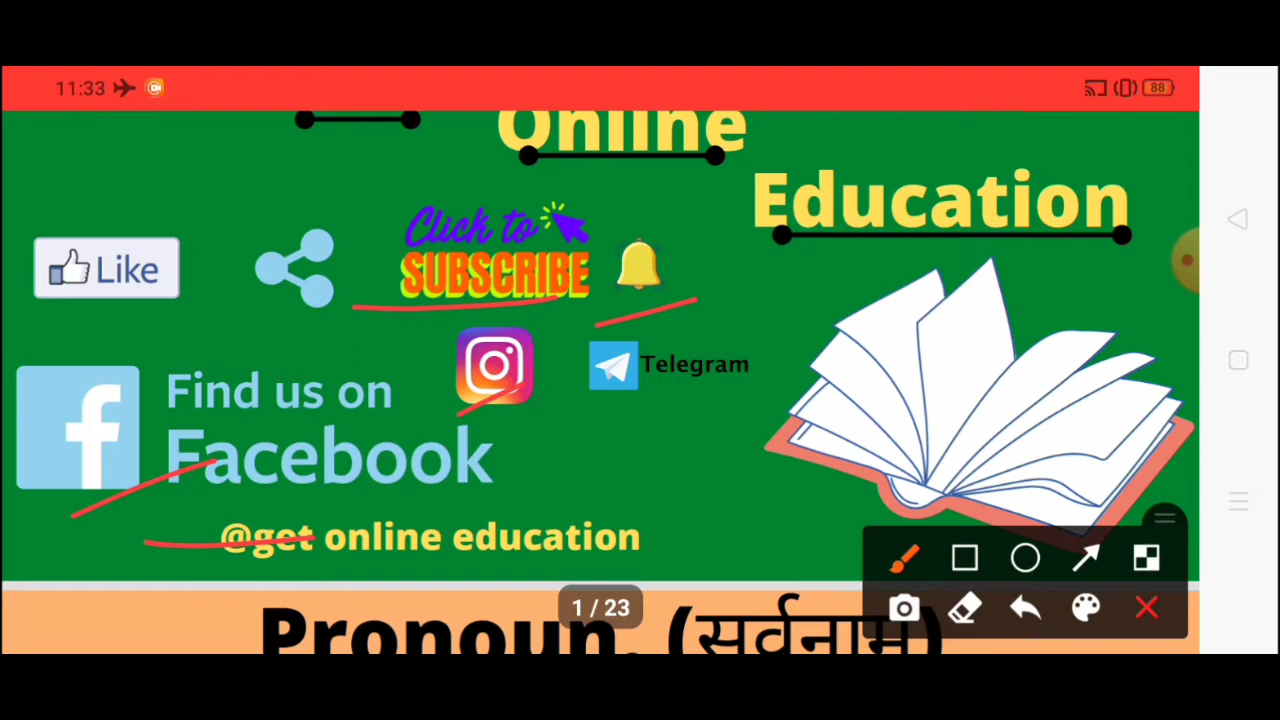 11:33
88
Online
Education
Click to
SUBSCRIBE
Like
Telegram
Find us on
Facebook
@get online education
1 / 23
Pronoun. (सर्वनाम)